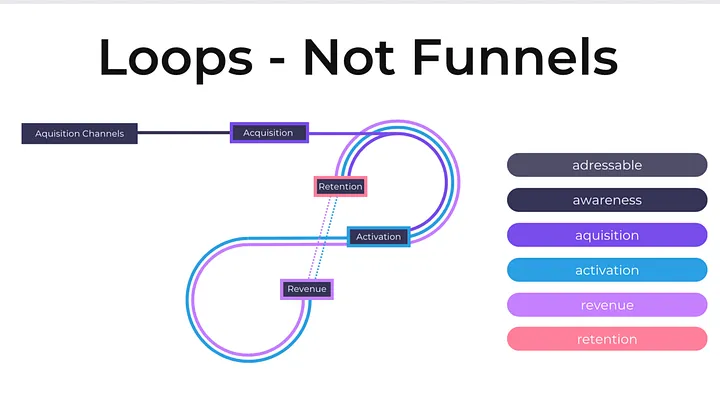 Loops - Not Funnels
Aquisition Channels
Acquisition
Retention
Activation
Revenue
adressable
awareness
aquisition
activation
revenue
retention